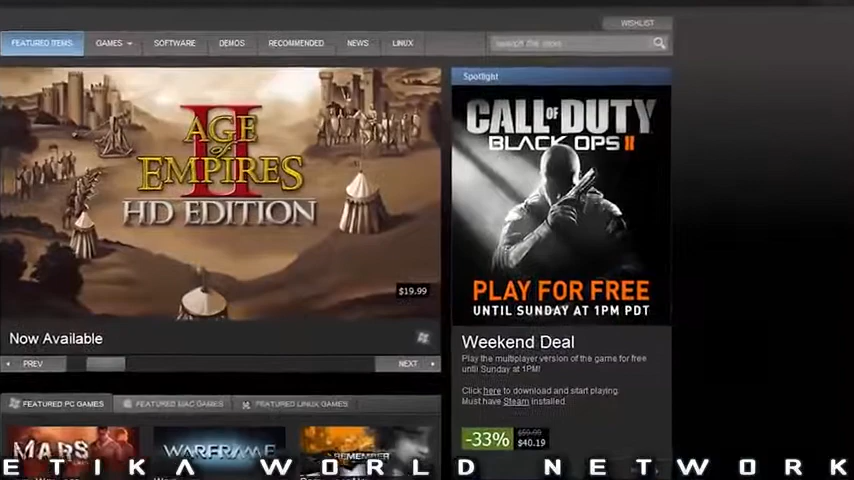 WISHLIST
FEATURED ITEMS
GAMES
SOFTWARE
DEMOS
RECOMMENDED
NEWS
LINUX
search the store
AGE
of
EMPIRES
II
HD EDITION
$19.99
Now Available
PREV
NEXT
Spotlight
CALL OF DUTY
BLACK OPS II
PLAY FOR FREE
UNTIL SUNDAY AT 1PM PDT
Weekend Deal
Play the multiplayer version of the game for free
until Sunday at 1PM!
Click here to download and start playing.
Must have Steam installed.
-33%
$59.99
$40.19
FEATURED PC GAMES
FEATURED MAC GAMES
FEATURED LINUX GAMES
MARS
WARFRAME
REMEMBER
ETIKA WORLD NETWORK